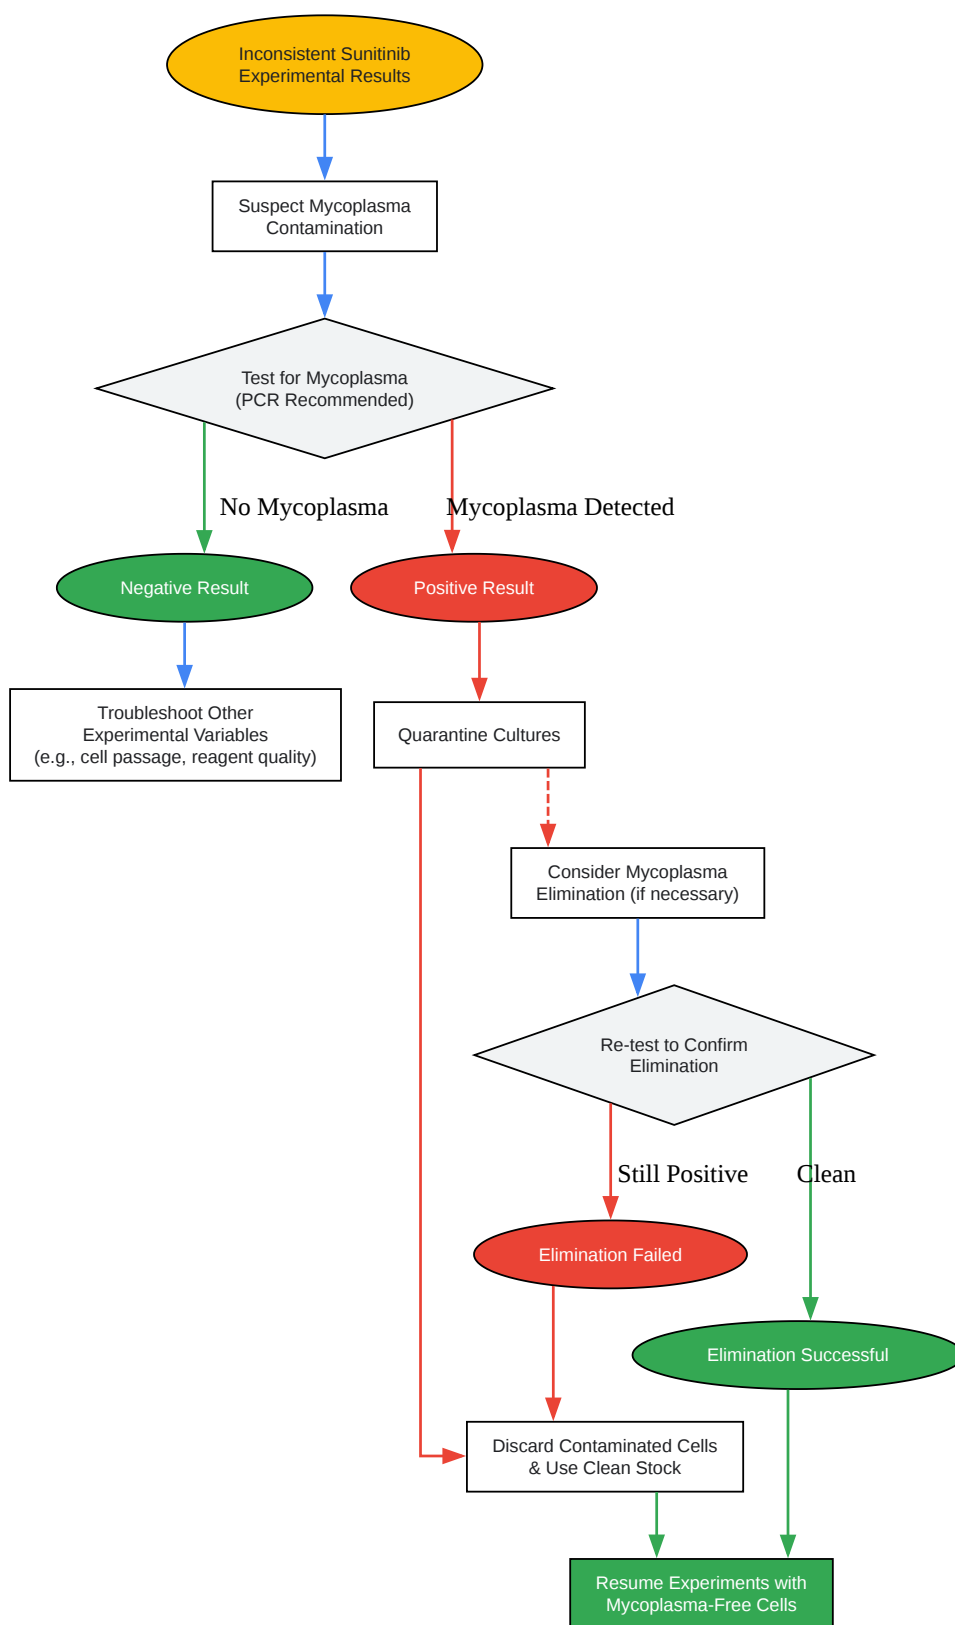 Inconsistent Sunitinib
Experimental Results
Suspect Mycoplasma
Contamination
Test for Mycoplasma
(PCR Recommended)
No Mycoplasma
Mycoplasma Detected
Negative Result
Positive Result
Troubleshoot Other
Experimental Variables
(e.g., cell passage, reagent quality)
Quarantine Cultures
Consider Mycoplasma
Elimination (if necessary)
Re-test to Confirm
Elimination
Still Positive
Clean
Elimination Failed
Elimination Successful
Discard Contaminated Cells
& Use Clean Stock
Resume Experiments with
Mycoplasma-Free Cells